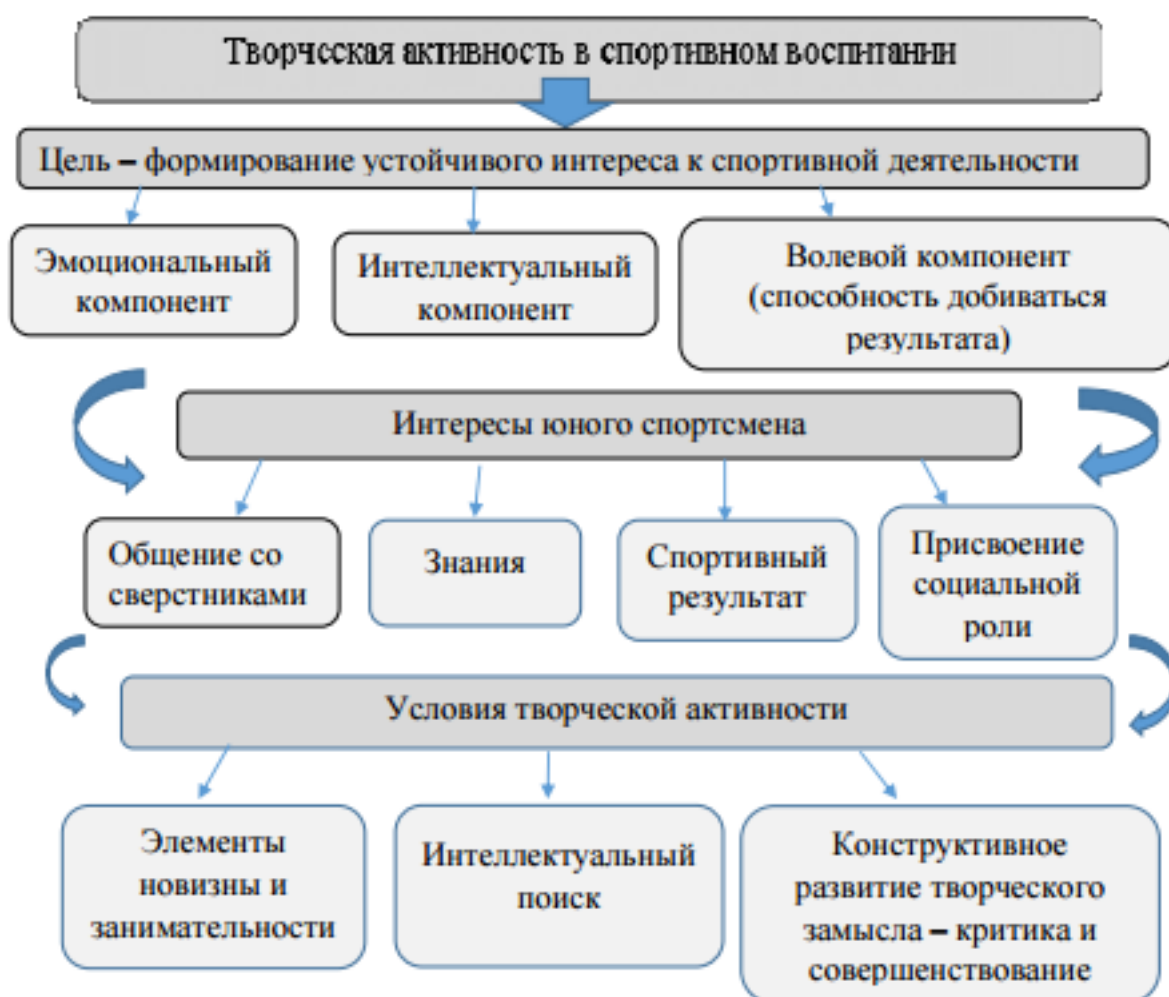 Творческая активность в спортивном воспитании
Цель – формирование устойчивого интереса к спортивной деятельности
Эмоциональный
компонент
Интеллектуальный
компонент
Волевой компонент
(способность добиваться
результата)
Интересы юного спортсмена
Общение со
сверстниками
Знания
Спортивный
результат
Присвоение
социальной
роли
Условия творческой активности
Элементы
новизны и
занимательности
Интеллектуальный
поиск
Конструктивное
развитие творческого
замысла – критика и
совершенствование